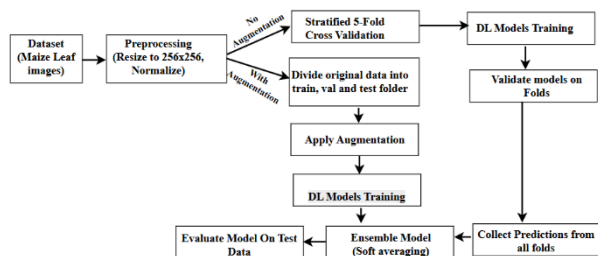 Dataset
(Maize Leaf
images)
Preprocessing
(Resize to 256x256,
Normalize)
No
Augmentation
With
Augmentation
Stratified 5-Fold
Cross Validation
DL Models Training
Validate models on
Folds
Divide original data into
train, val and test folder
Apply Augmentation
DL Models Training
Evaluate Model On Test
Data
Ensemble Model
(Soft averaging)
Collect Predictions from
all folds